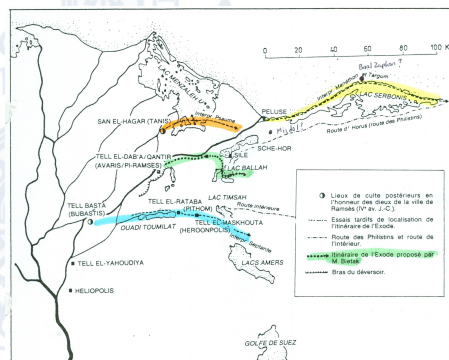 Baal Zaphon ?
0 20 40 60 80 100 K
LAC MENZALEH
Interpr. Psaume
SAN EL-HAGAR (TANIS)
PELUSE
LAC SERBONIS
Migdol ?
Route d' Horus (route des Philistins)
TELL EL-DAB'A/QANTIR
(AVARIS/PI-RAMSES)
SILE
SCHE-HOR
LAC BALLAH
LAC TIMSAH
TELL BASTA
(BUBASTIS)
TELL EL-RATABA
(PITHOM)
Route intérieure
OUADI TOUMILAT
TELL EL-MASKHOUTA
(HEROONPOLIS)
Interpr. Septante
LACS AMERS
TELL EL-YAHOUDIYA
HELIOPOLIS
GOLFE DE SUEZ
Lieux de culte postérieurs en
l'honneur des dieux de la ville de
Ramsès (IVe av. J.-C.).
Essais tardifs de localisation de
l'Itinéraire de l'Exode.
Route des Philistins et route de
l'intérieur.
Itinéraire de l'Exode proposé par
M. Bietak
Bras du déversoir.